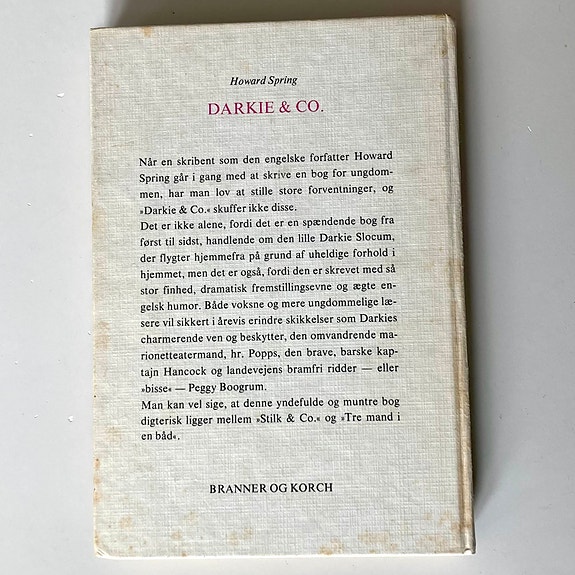 Howard Spring
DARKIE & CO.
Når en skribent som den engelske forfatter Howard
Spring går i gang med at skrive en bog for ungdom-
men, har man lov at stille store forventninger, og
»Darkie & Co.« skuffer ikke disse.
Det er ikke alene, fordi det er en spændende bog fra
først til sidst, handlende om den lille Darkie Slocum,
der flygter hjemmefra på grund af uheldige forhold i
hjemmet, men det er også, fordi den er skrevet med så
stor finhed, dramatisk fremstillingsevne og ægte en-
gelsk humor. Både voksne og mere ungdommelige læ-
sere vil sikkert i årevis erindre skikkelser som Darkies
charmerende ven og beskytter, den omvandrende ma-
rionetteatermand, hr. Popps, den brave, barske kap-
tajn Hancock og landevejens bramfri ridder — eller
»bisse« — Peggy Boogrum.
Man kan vel sige, at denne yndefulde og muntre bog
digterisk ligger mellem »Stilk & Co.« og »Tre mand i
en båd«.
BRANNER OG KORCH